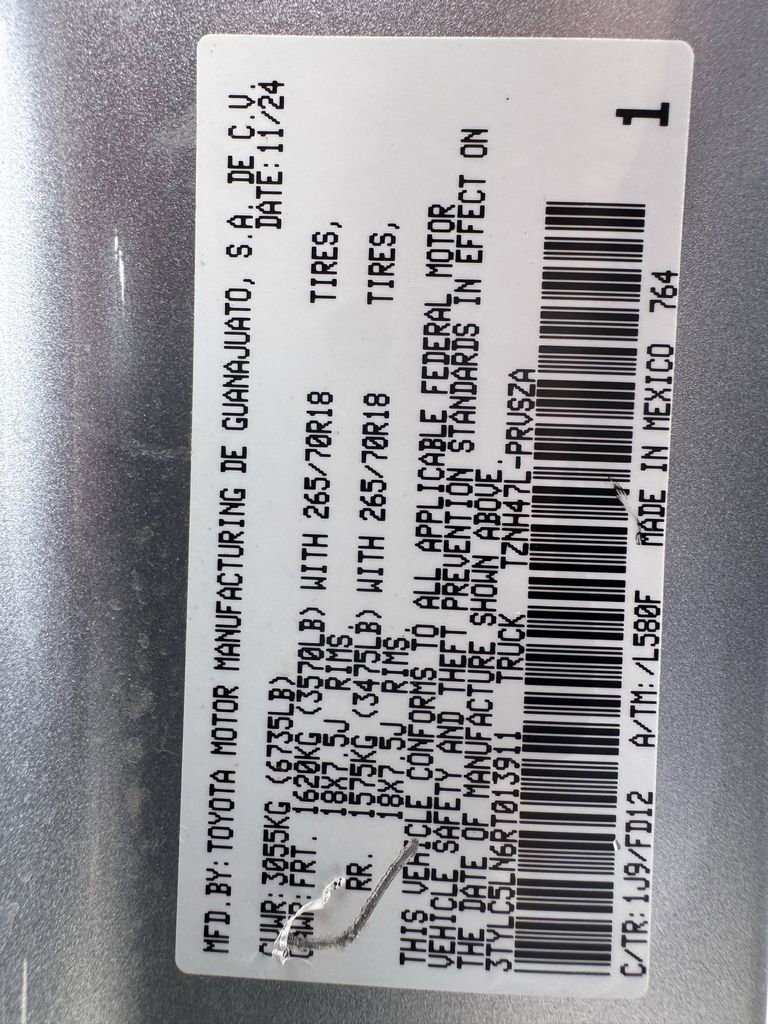 MFD.BY: TOYOTA MOTOR MANUFACTURING DE GUANAJUATO, S.A. DE C.V.
DATE: 11/24
GVWR: 3055KG (6735LB)
GAWR: FRT. 1620KG (3570LB) WITH 265/70R18 TIRES,
18X7.5J RIMS.
RR. 1575KG (3475LB) WITH 265/70R18 TIRES,
18X7.5J RIMS.
THIS VEHICLE CONFORMS TO ALL APPLICABLE FEDERAL MOTOR
VEHICLE SAFETY AND THEFT PREVENTION STANDARDS IN EFFECT ON
THE DATE OF MANUFACTURE SHOWN ABOVE.
3TYLC5LN6RT013911 TRUCK TZNH47L-PRVSZA
1
C/TR: 1J9/FD12 A/TM: /L580F MADE IN MEXICO 764